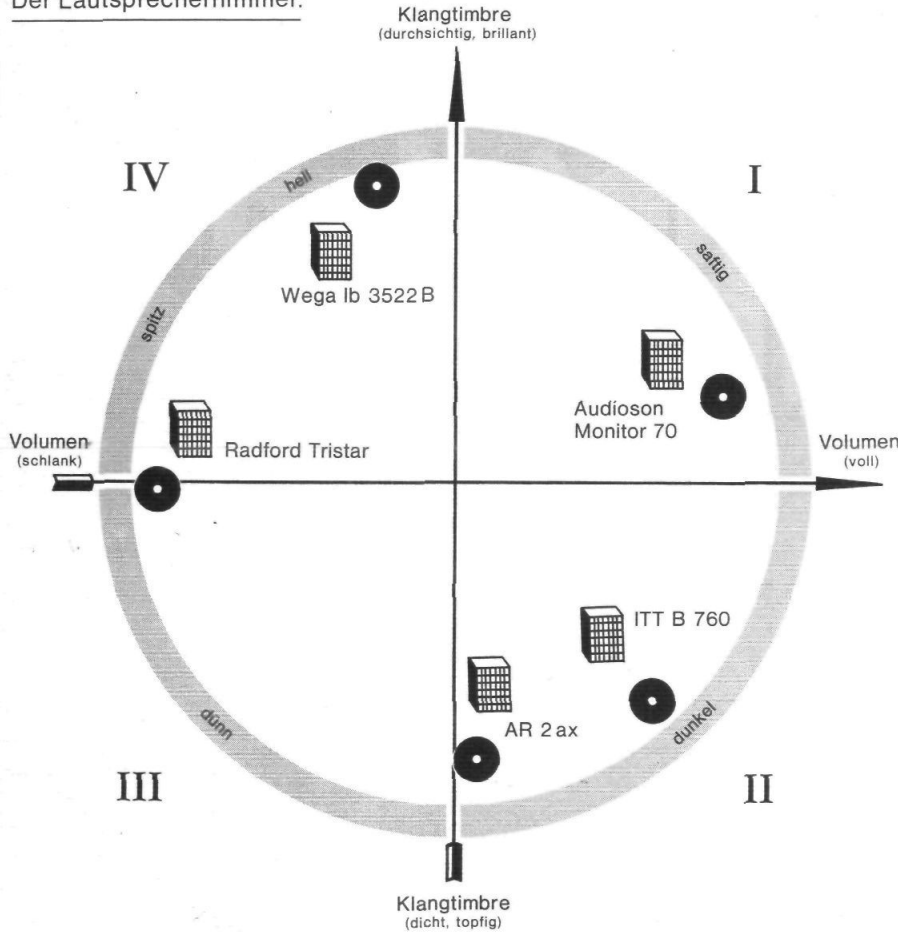 Der Lautsprecherhimmel.
Klangtimbre
(durchsichtig, brillant)
IV
I
hell
saftig
Wega lb 3522 B
spitz
Audioson
Monitor 70
Volumen
(schlank)
Radford Tristar
Volumen
(voll)
ITT B 760
AR 2 ax
dünn
dunkel
III
II
Klangtimbre
(dicht, topfig)